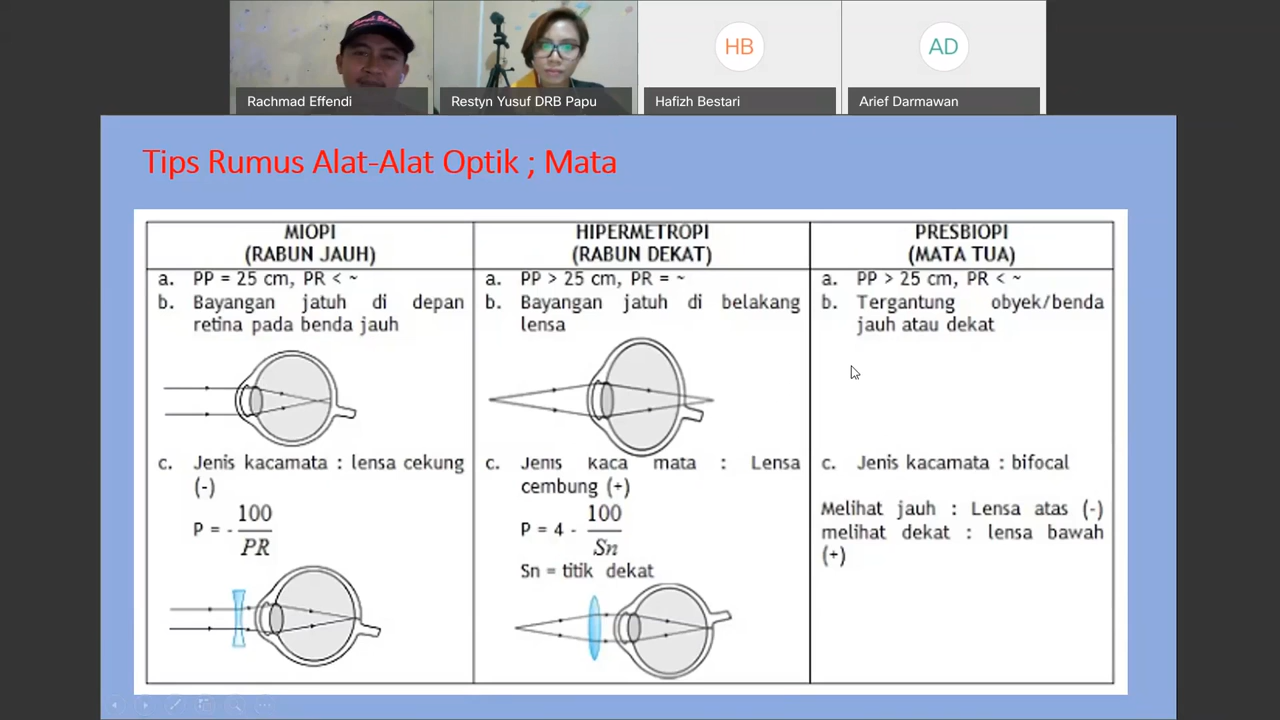 HB
AD
Rachmad Effendi
Restyn Yusuf DRB Papu
Hafizh Bestari
Arief Darmawan
Tips Rumus Alat-Alat Optik ; Mata
MIOPI
(RABUN JAUH)
a. PP = 25 cm, PR < ~
b. Bayangan jatuh di depan
retina pada benda jauh
c. Jenis kacamata : lensa cekung
(-)
P = - 100
PR
HIPERMETROPI
(RABUN DEKAT)
a. PP > 25 cm, PR = ~
b. Bayangan jatuh di belakang
lensa
c. Jenis kaca mata : Lensa
cembung (+)
P = 4 - 100
Sn
Sn = titik dekat
PRESBIOPI
(MATA TUA)
a. PP > 25 cm, PR < ~
b. Tergantung obyek/benda
jauh atau dekat
c. Jenis kacamata : bifocal
Melihat jauh : Lensa atas (-)
melihat dekat : lensa bawah
(+)